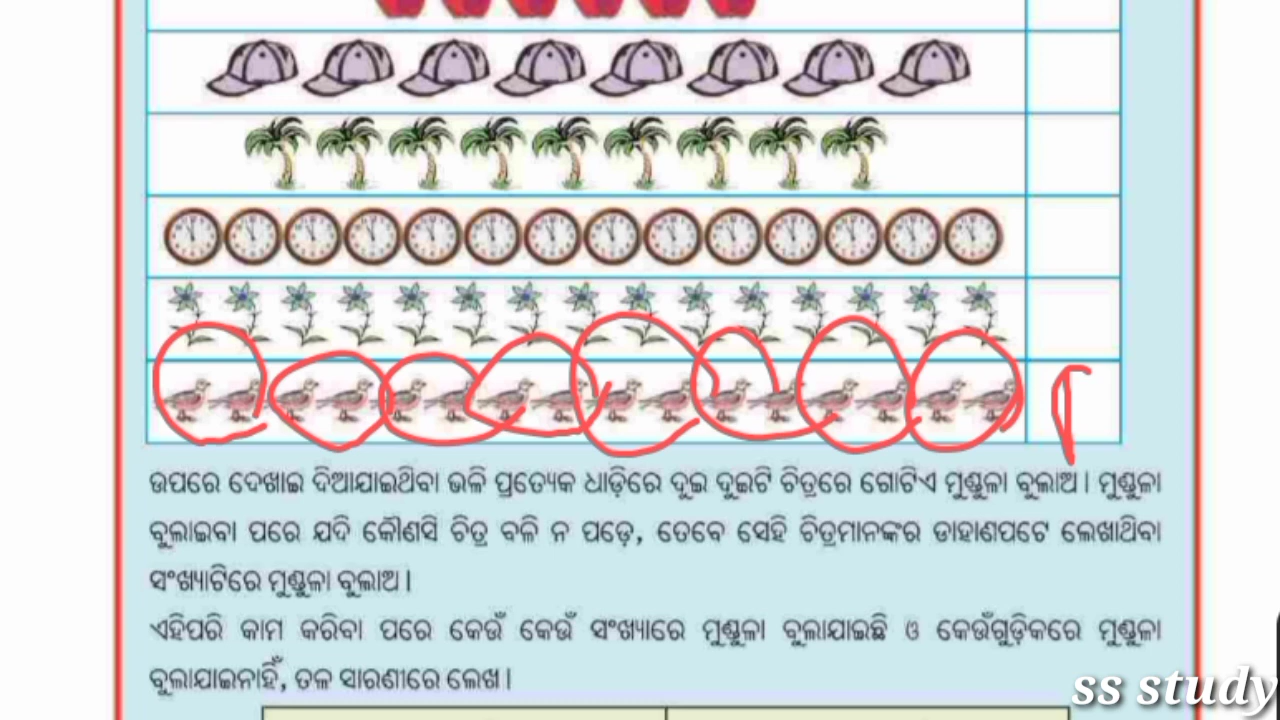 ଉପରେ ଦେଖାଇ ଦିଆଯାଇଥିବା ଭଳି ପ୍ରତ୍ୟେକ ଧାଡ଼ିରେ ଦୁଇ ଦୁଇଟି ଚିତ୍ରରେ ଗୋଟିଏ ମୁଣ୍ଡୁଳା ବୁଲାଅ। ମୁଣ୍ଡୁଳା
ବୁଲାଇବା ପରେ ଯଦି କୌଣସି ଚିତ୍ର ବଳି ନ ପଡ଼େ, ତେବେ ସେହି ଚିତ୍ରମାନଙ୍କର ଡାହାଣପଟେ ଲେଖାଥିବା
ସଂଖ୍ୟାଟିରେ ମୁଣ୍ଡୁଳା ବୁଲାଅ।
ଏହିପରି କାମ କରିବା ପରେ କେଉଁ କେଉଁ ସଂଖ୍ୟାରେ ମୁଣ୍ଡୁଳା ବୁଲାଯାଇଛି ଓ କେଉଁଗୁଡ଼ିକରେ ମୁଣ୍ଡୁଳା
ବୁଲାଯାଇନାହିଁ, ତଳ ସାରଣୀରେ ଲେଖ।
ss study